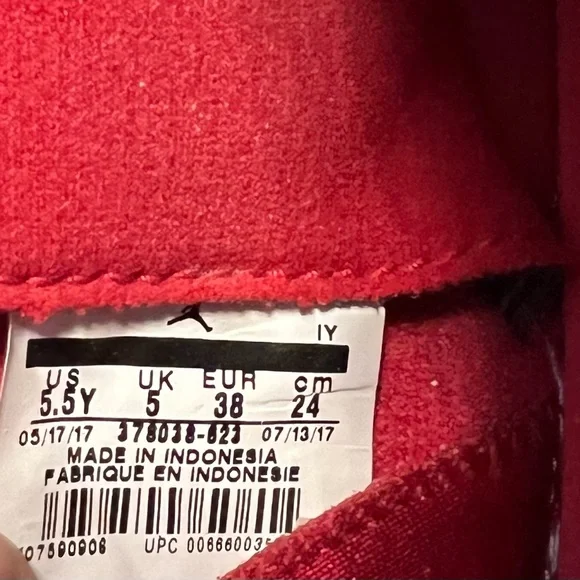 IY
US UK EUR cm
5.5Y 5 38 24
05/17/17 378038-623 07/13/17
MADE IN INDONESIA
FABRIQUE EN INDONESIE
UPC